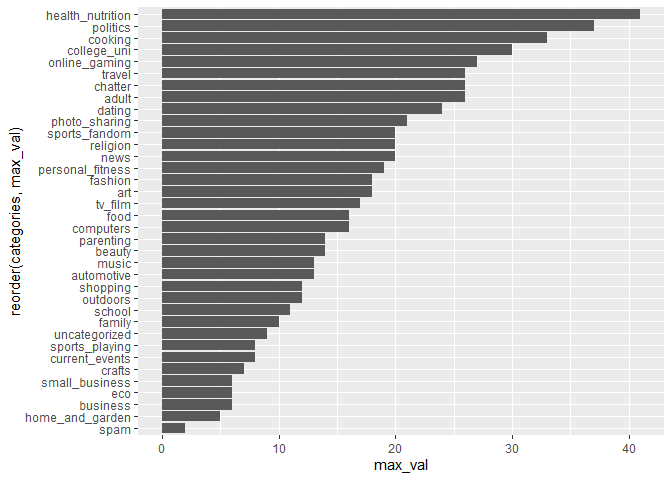 health_nutrition
politics
cooking
college_uni
online_gaming
travel
chatter
adult
dating
photo_sharing
sports_fandom
religion
news
personal_fitness
fashion
art
tv_film
food
computers
parenting
beauty
music
automotive
shopping
outdoors
school
family
uncategorized
sports_playing
current_events
crafts
small_business
eco
business
home_and_garden
spam
reorder(categories, max_val)
0 10 20 30 40
max_val